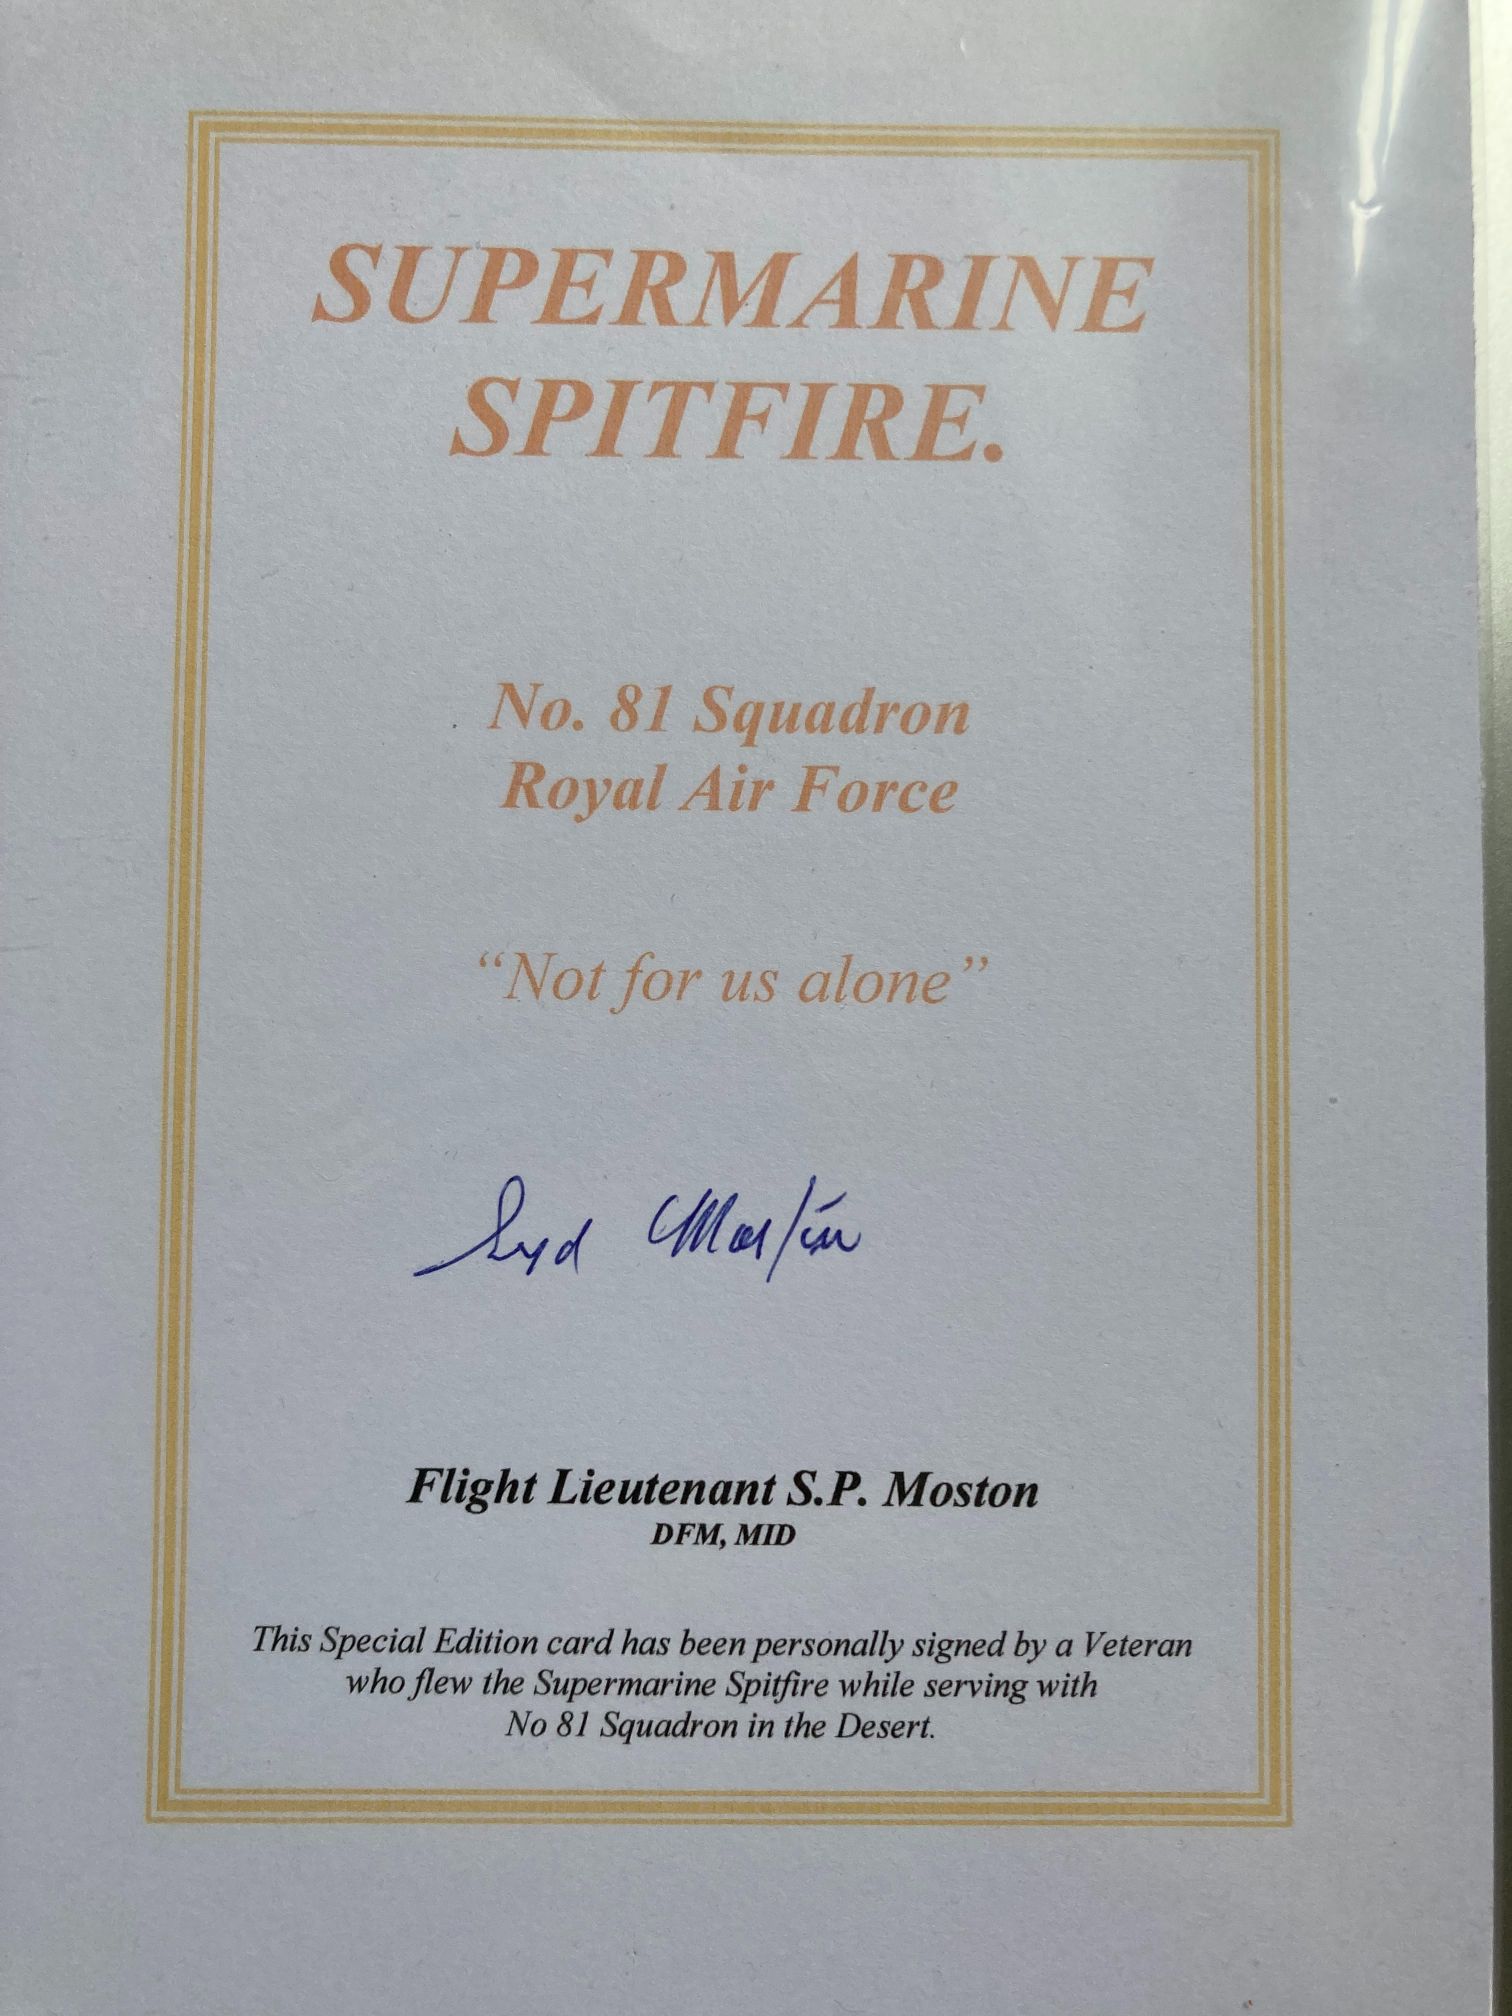 SUPERMARINE
SPITFIRE.
No. 81 Squadron
Royal Air Force
“Not for us alone”
Syd Moston
Flight Lieutenant S.P. Moston
DFM, MID
This Special Edition card has been personally signed by a Veteran
who flew the Supermarine Spitfire while serving with
No 81 Squadron in the Desert.